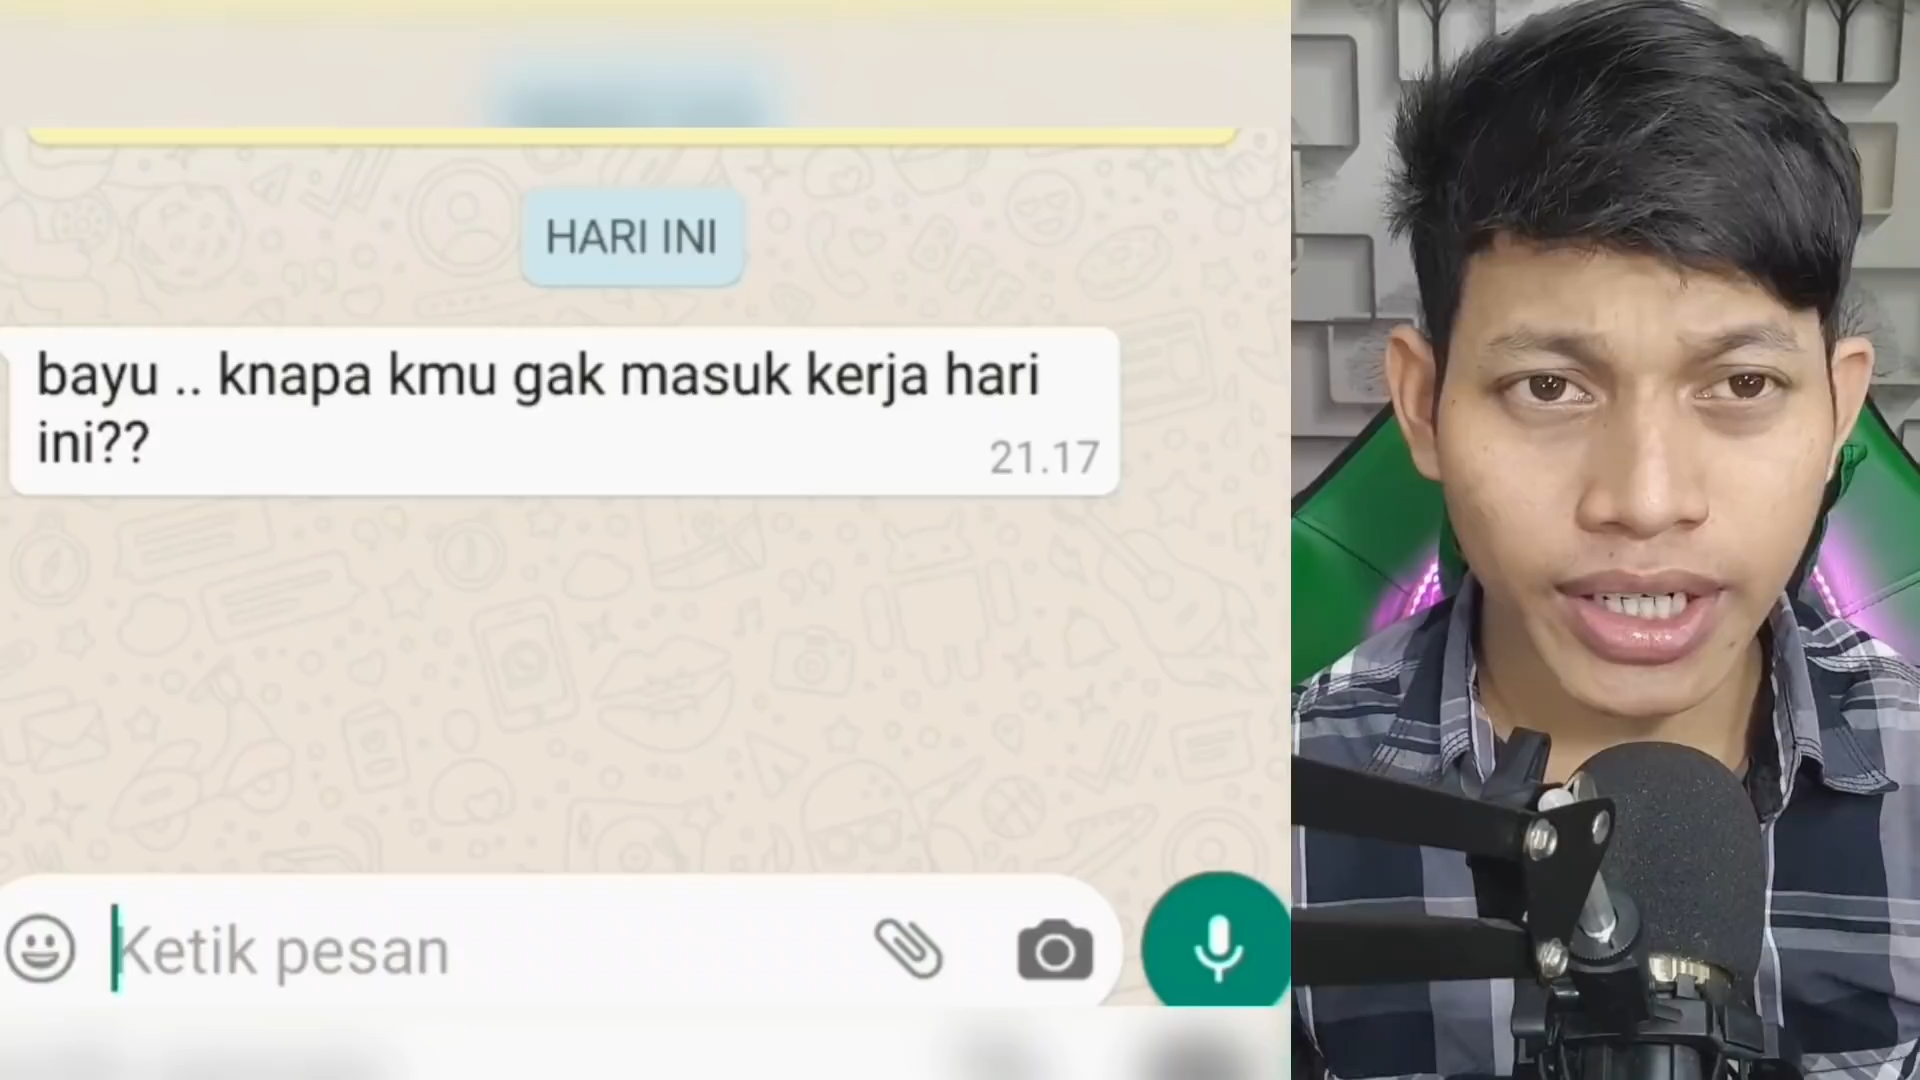 HARI INI
bayu .. knapa kmu gak masuk kerja hari
ini??
21.17
Ketik pesan